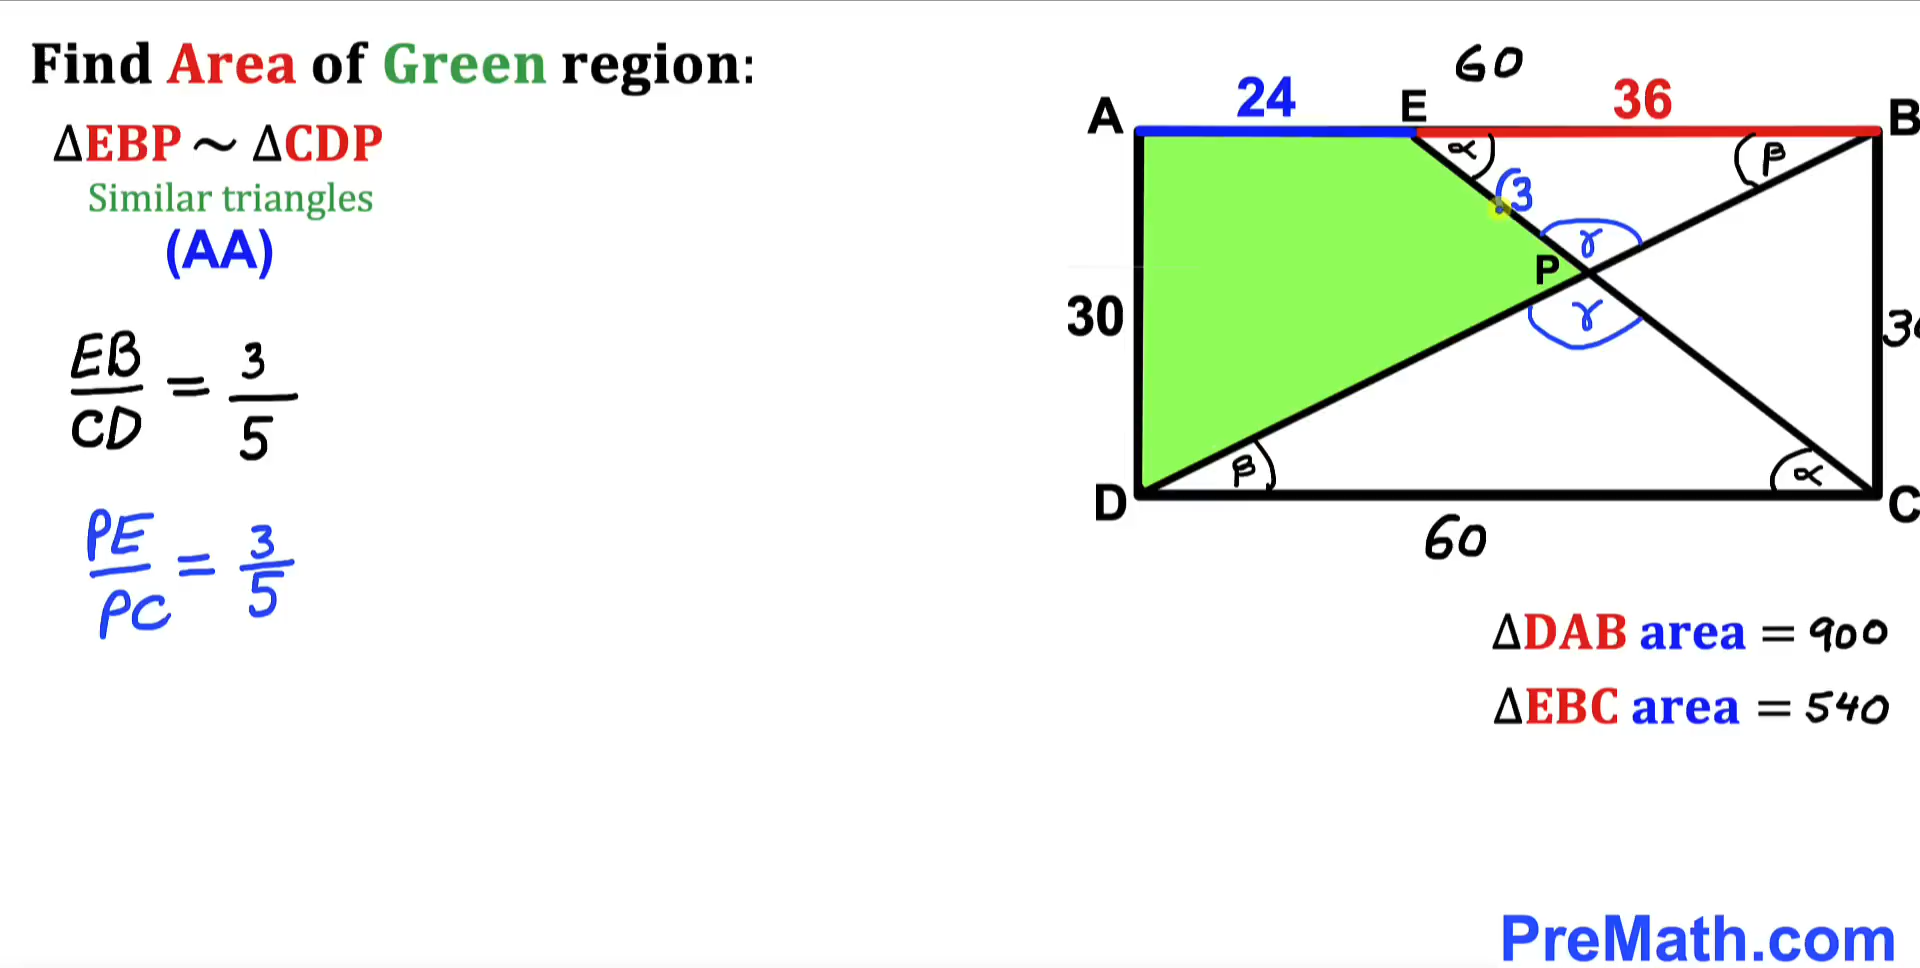 Find Area of Green region:
ΔEBP ~ ΔCDP
Similar triangles
(AA)
EB/CD = 3/5
PE/PC = 3/5
60
24
36
A
E
B
α
β
3
γ
P
30
γ
β
α
D
C
60
ΔDAB area = 900
ΔEBC area = 540
PreMath.com